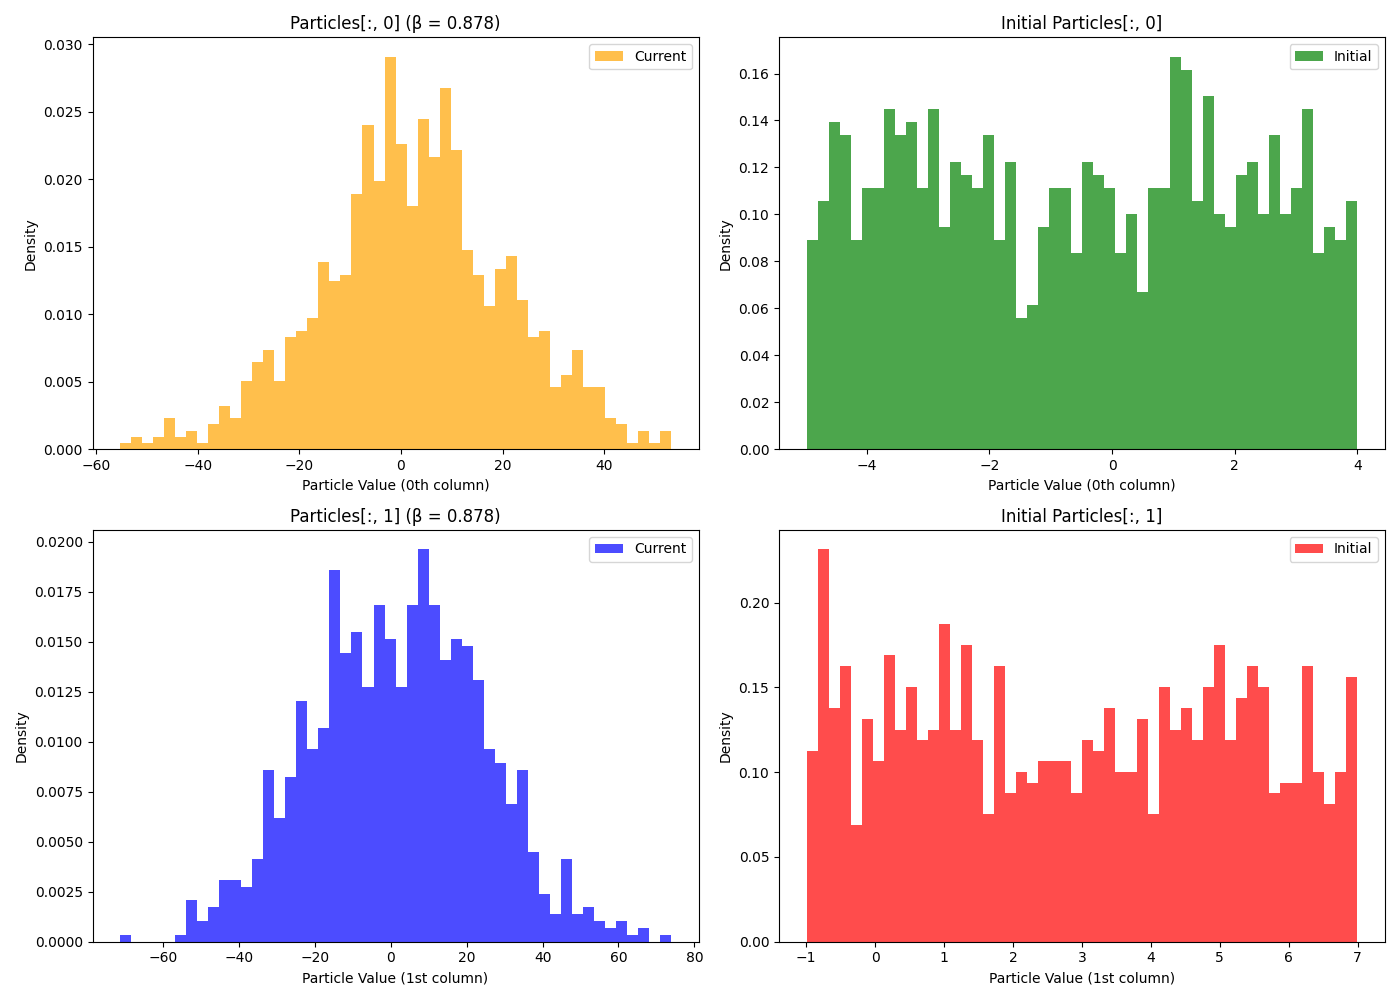 Particles[:, 0] (β = 0.878)
Current
Density
0.030
0.025
0.020
0.015
0.010
0.005
0.000
−60 −40 −20 0 20 40
Particle Value (0th column)
Initial Particles[:, 0]
Initial
Density
0.16
0.14
0.12
0.10
0.08
0.06
0.04
0.02
0.00
−4 −2 0 2 4
Particle Value (0th column)
Particles[:, 1] (β = 0.878)
Current
Density
0.0200
0.0175
0.0150
0.0125
0.0100
0.0075
0.0050
0.0025
0.0000
−60 −40 −20 0 20 40 60 80
Particle Value (1st column)
Initial Particles[:, 1]
Initial
Density
0.20
0.15
0.10
0.05
0.00
−1 0 1 2 3 4 5 6 7
Particle Value (1st column)